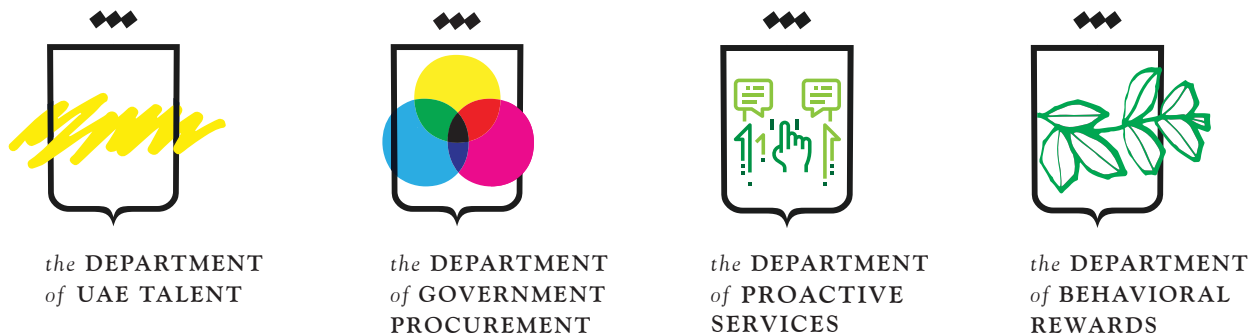 the DEPARTMENT
of UAE TALENT
the DEPARTMENT
of GOVERNMENT
PROCUREMENT
the DEPARTMENT
of PROACTIVE
SERVICES
the DEPARTMENT
of BEHAVIORAL
REWARDS